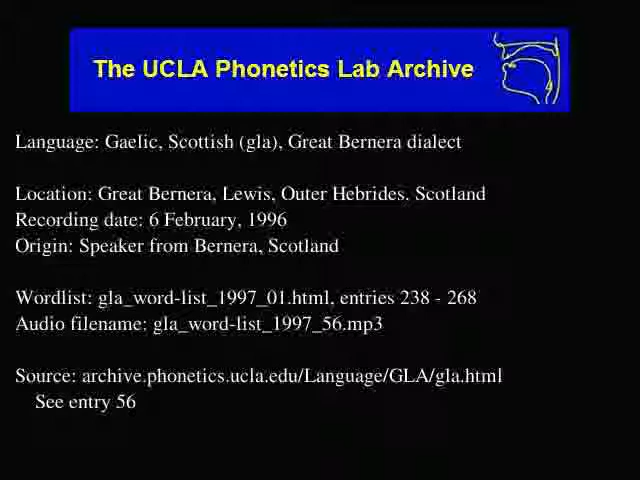 The UCLA Phonetics Lab Archive
Language: Gaelic, Scottish (gla), Great Bernera dialect
Location: Great Bernera, Lewis, Outer Hebrides. Scotland
Recording date: 6 February, 1996
Origin: Speaker from Bernera, Scotland
Wordlist: gla_word-list_1997_01.html, entries 238 - 268
Audio filename: gla_word-list_1997_56.mp3
Source: archive.phonetics.ucla.edu/Language/GLA/gla.html
See entry 56